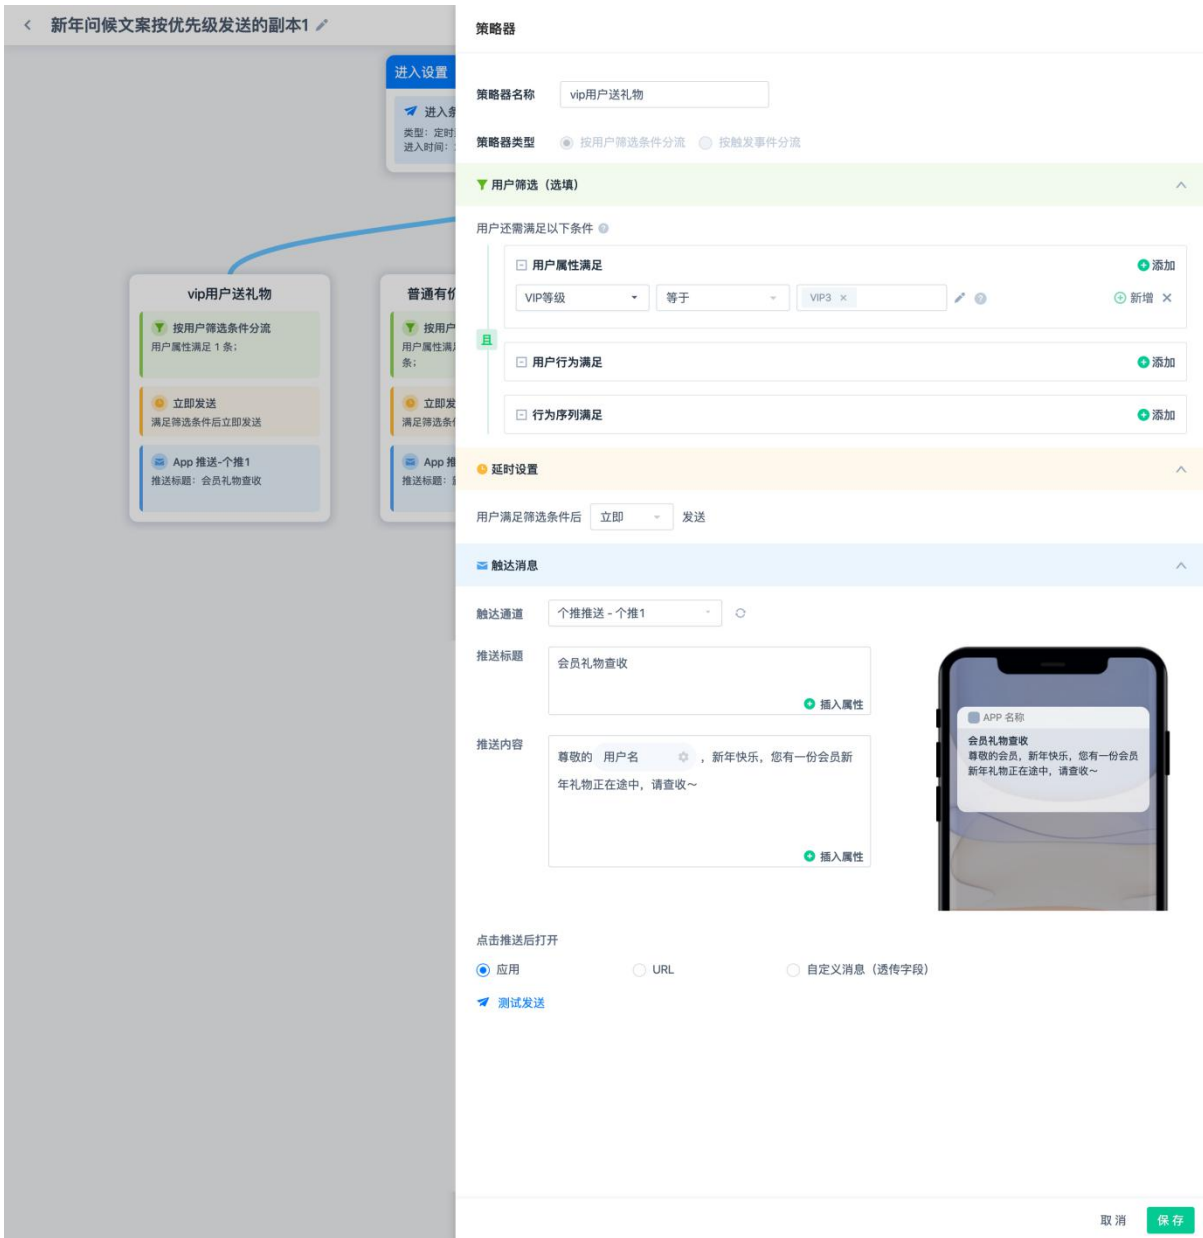 新年问候文案按优先级发送的副本1
进入设置
进入条
类型：定时
进入时间：
vip用户送礼物
按用户筛选条件分流
用户属性满足 1 条；
立即发送
满足筛选条件后立即发送
App 推送-个推1
推送标题：会员礼物查收
普通有价
按用户
用户属性满
条；
立即发
满足筛选条
App 推
推送标题：
策略器
策略器名称 vip用户送礼物
策略器类型 按用户筛选条件分流 按触发事件分流
用户筛选（选填）
用户还需满足以下条件
用户属性满足 添加
VIP等级 等于 VIP3 × 新增 ×
且
用户行为满足 添加
行为序列满足 添加
延时设置
用户满足筛选条件后 立即 发送
触达消息
触达通道 个推推送 - 个推1
推送标题 会员礼物查收
插入属性
推送内容 尊敬的 用户名 ，新年快乐，您有一份会员新
年礼物正在途中，请查收～
插入属性
APP 名称
会员礼物查收
尊敬的会员，新年快乐，您有一份会员
新年礼物正在途中，请查收～
点击推送后打开
应用 URL 自定义消息（透传字段）
测试发送
取消 保存